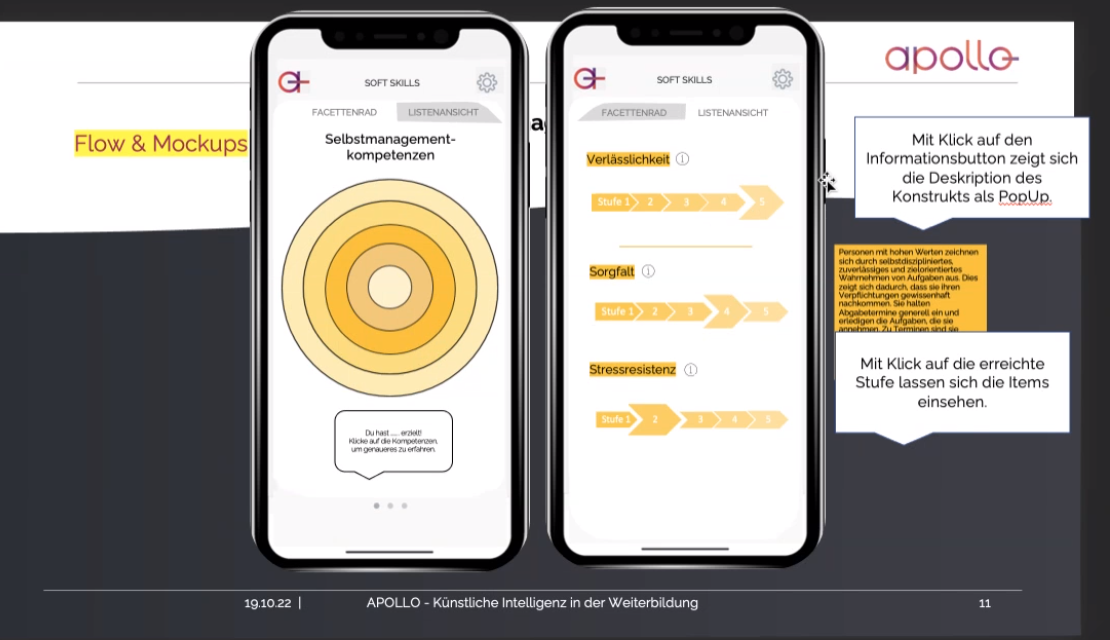 apollo
Flow & Mockups
SOFT SKILLS
FACETTENRAD LISTENANSICHT
Selbstmanagement-
kompetenzen
Du hast ..... erzielt!
Klicke auf die Kompetenzen,
um genaueres zu erfahren.
SOFT SKILLS
FACETTENRAD LISTENANSICHT
Verlässlichkeit
Stufe 1 2 3 4 5
Sorgfalt
Stufe 1 2 3 4 5
Stressresistenz
Stufe 1 2 3 4 5
Mit Klick auf den
Informationsbutton zeigt sich
die Deskription des
Konstrukts als PopUp.
Personen mit hohen Werten zeichnen
sich durch selbstdiszipliniertes,
zuverlässiges und zielorientiertes
Wahrnehmen von Aufgaben aus. Dies
zeigt sich dadurch, dass sie ihren
Verpflichtungen gewissenhaft
nachkommen. Sie halten
Abgabetermine generell ein und
erledigen die Aufgaben, die sie
annehmen. Zu Terminen sind sie
Mit Klick auf die erreichte
Stufe lassen sich die Items
einsehen.
19.10.22 | APOLLO - Künstliche Intelligenz in der Weiterbildung 11